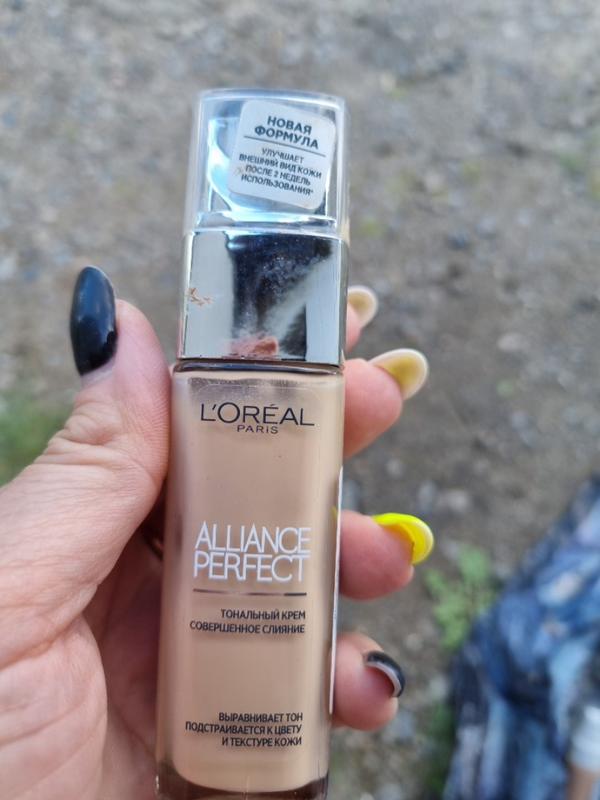 НОВАЯ
ФОРМУЛА
УЛУЧШАЕТ
ВНЕШНИЙ ВИД КОЖИ
ПОСЛЕ 2 НЕДЕЛЬ
ИСПОЛЬЗОВАНИЯ*
L'ORÉAL
PARIS
ALLIANCE
PERFECT
ТОНАЛЬНЫЙ КРЕМ
СОВЕРШЕННОЕ СЛИЯНИЕ
ВЫРАВНИВАЕТ ТОН
ПОДСТРАИВАЕТСЯ К ЦВЕТУ
И ТЕКСТУРЕ КОЖИ